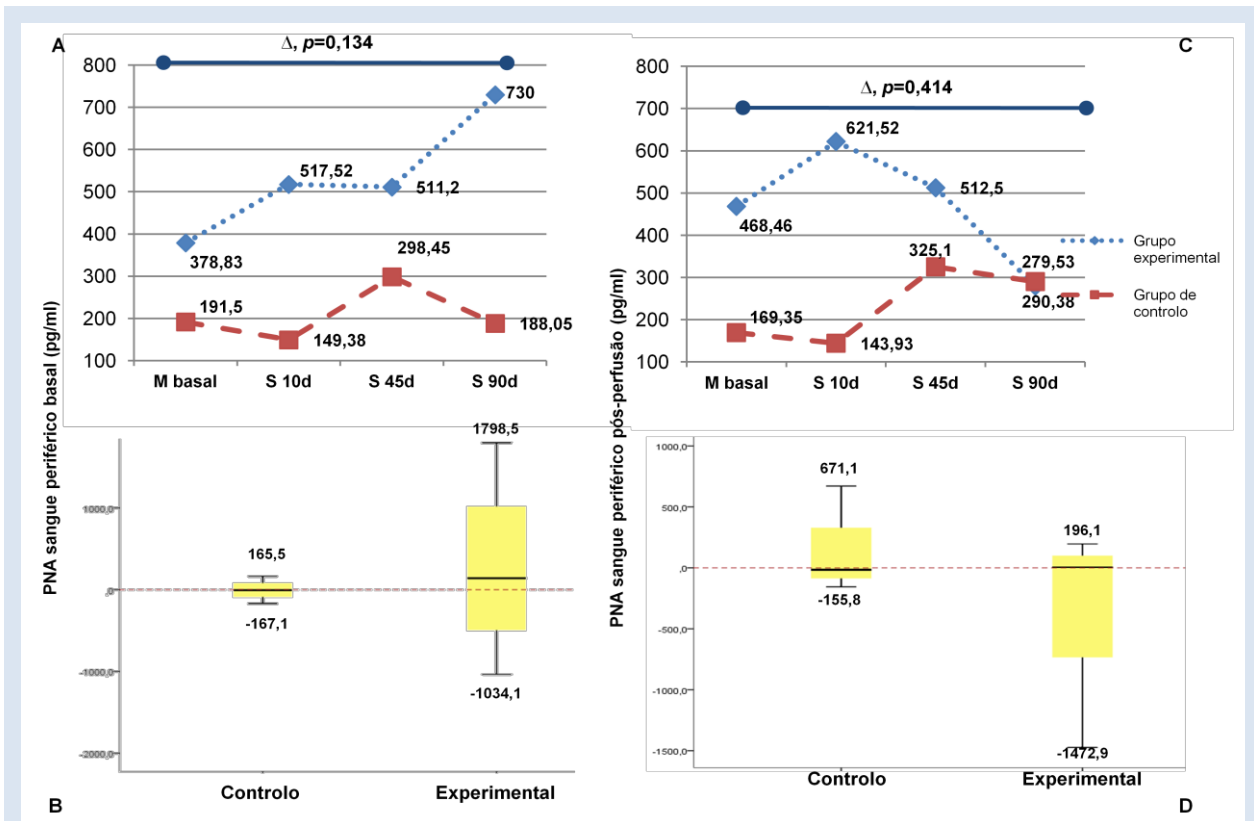 A
Δ, p=0,134
800
700
600
500
400
300
200
100
730
517,52
511,2
378,83
298,45
191,5
149,38
188,05
M basal
S 10d
S 45d
S 90d
PNA sangue periférico basal (pg/ml)
C
Δ, p=0,414
800
700
600
500
400
300
200
100
621,52
468,46
512,5
325,1
279,53
290,38
169,35
143,93
M basal
S 10d
S 45d
S 90d
Grupo
experimental
Grupo de
controlo
PNA sangue periférico pós-perfusão (pg/ml)
1000,0
,0
-1000,0
-2000,0
1798,5
165,5
-167,1
-1034,1
Controlo
Experimental
B
1000,0
500,0
,0
-500,0
-1000,0
-1500,0
671,1
196,1
-155,8
-1472,9
Controlo
Experimental
D